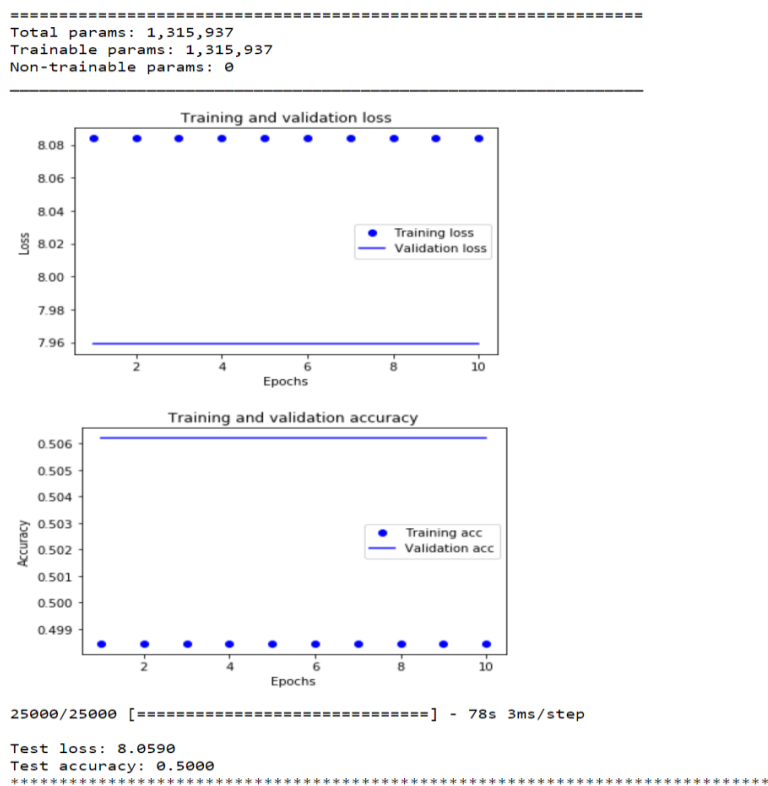 =================================================================
Total params: 1,315,937
Trainable params: 1,315,937
Non-trainable params: 0
_________________________________________________________________
Training and validation loss
8.08
8.06
8.04
8.02
8.00
7.98
7.96
Loss
Training loss
Validation loss
2 4 6 8 10
Epochs
Training and validation accuracy
0.506
0.505
0.504
0.503
0.502
0.501
0.500
0.499
Accuracy
Training acc
Validation acc
2 4 6 8 10
Epochs
25000/25000 [==============================] - 78s 3ms/step
Test loss: 8.0590
Test accuracy: 0.5000
******************************************************************************